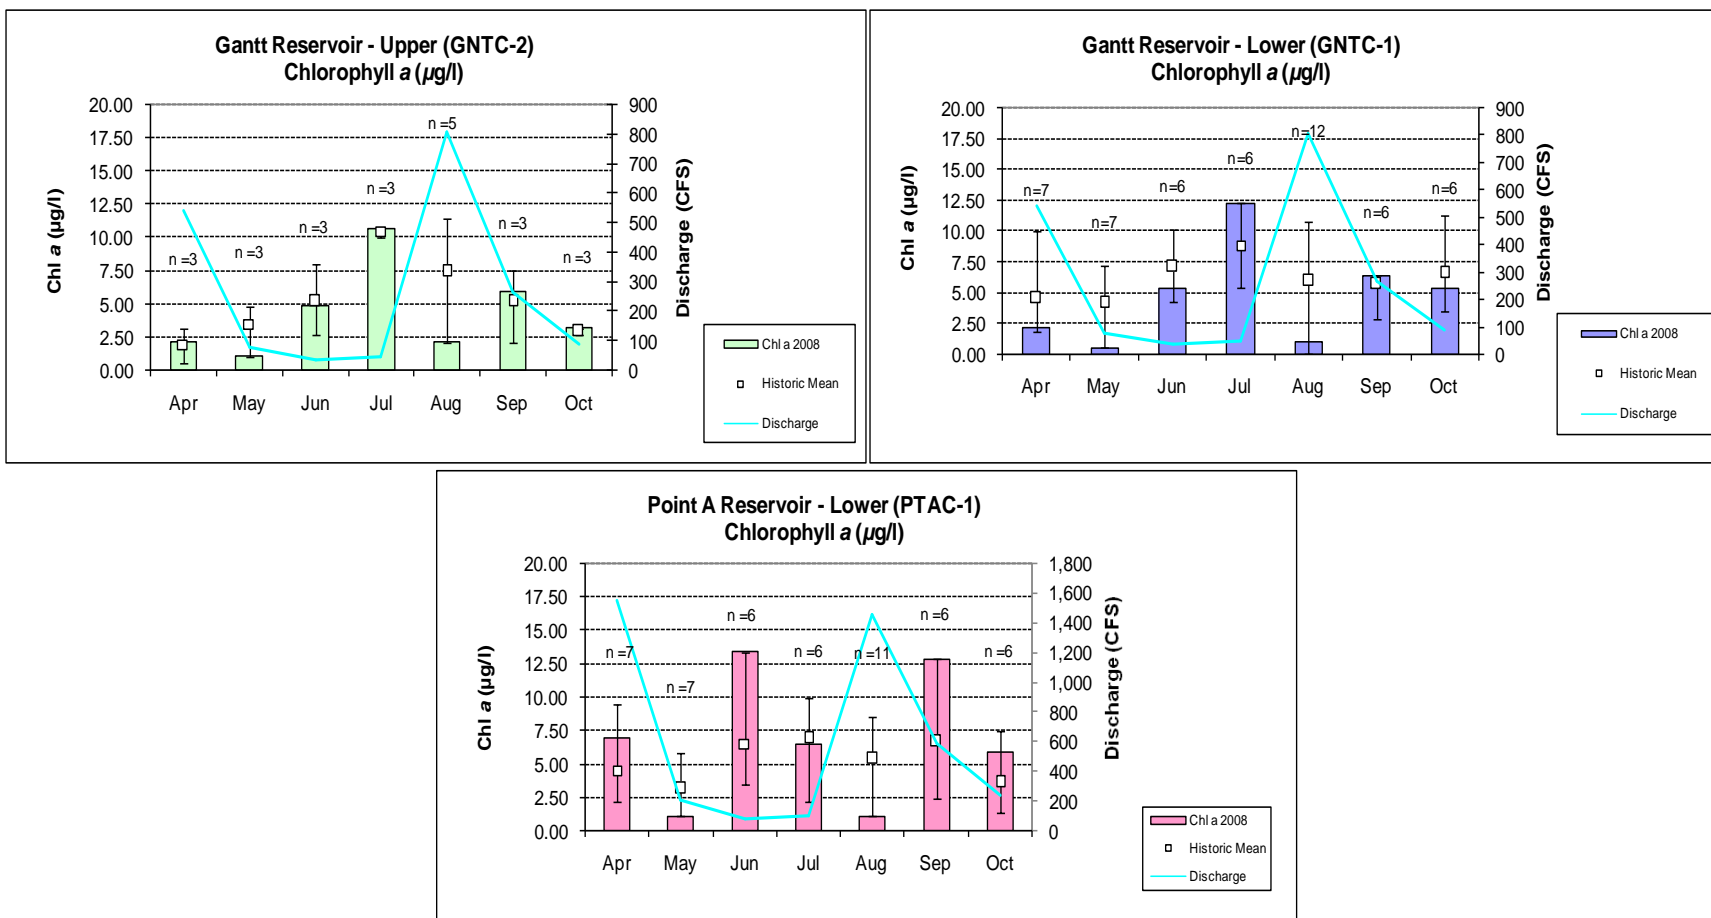 Gantt Reservoir - Upper (GNTC-2)
Chlorophyll a (µg/l)
20.00
17.50
15.00
12.50
10.00
7.50
5.00
2.50
0.00
Chl a (µg/l)
900
800
700
600
500
400
300
200
100
0
Discharge (CFS)
n =3
n =3
n =3
n =3
n =5
n =3
n =3
Apr May Jun Jul Aug Sep Oct
Chl a 2008
Historic Mean
Discharge
Gantt Reservoir - Lower (GNTC-1)
Chlorophyll a (µg/l)
20.00
17.50
15.00
12.50
10.00
7.50
5.00
2.50
0.00
Chl a (µg/l)
900
800
700
600
500
400
300
200
100
0
Discharge (CFS)
n=7
n=7
n =6
n =6
n=12
n =6
n =6
Apr May Jun Jul Aug Sep Oct
Chl a 2008
Historic Mean
Discharge
Point A Reservoir - Lower (PTAC-1)
Chlorophyll a (µg/l)
20.00
17.50
15.00
12.50
10.00
7.50
5.00
2.50
0.00
Chl a (µg/l)
1,800
1,600
1,400
1,200
1,000
800
600
400
200
0
Discharge (CFS)
n =7
n =7
n =6
n =6
n =11
n =6
n =6
Apr May Jun Jul Aug Sep Oct
Chl a 2008
Historic Mean
Discharge